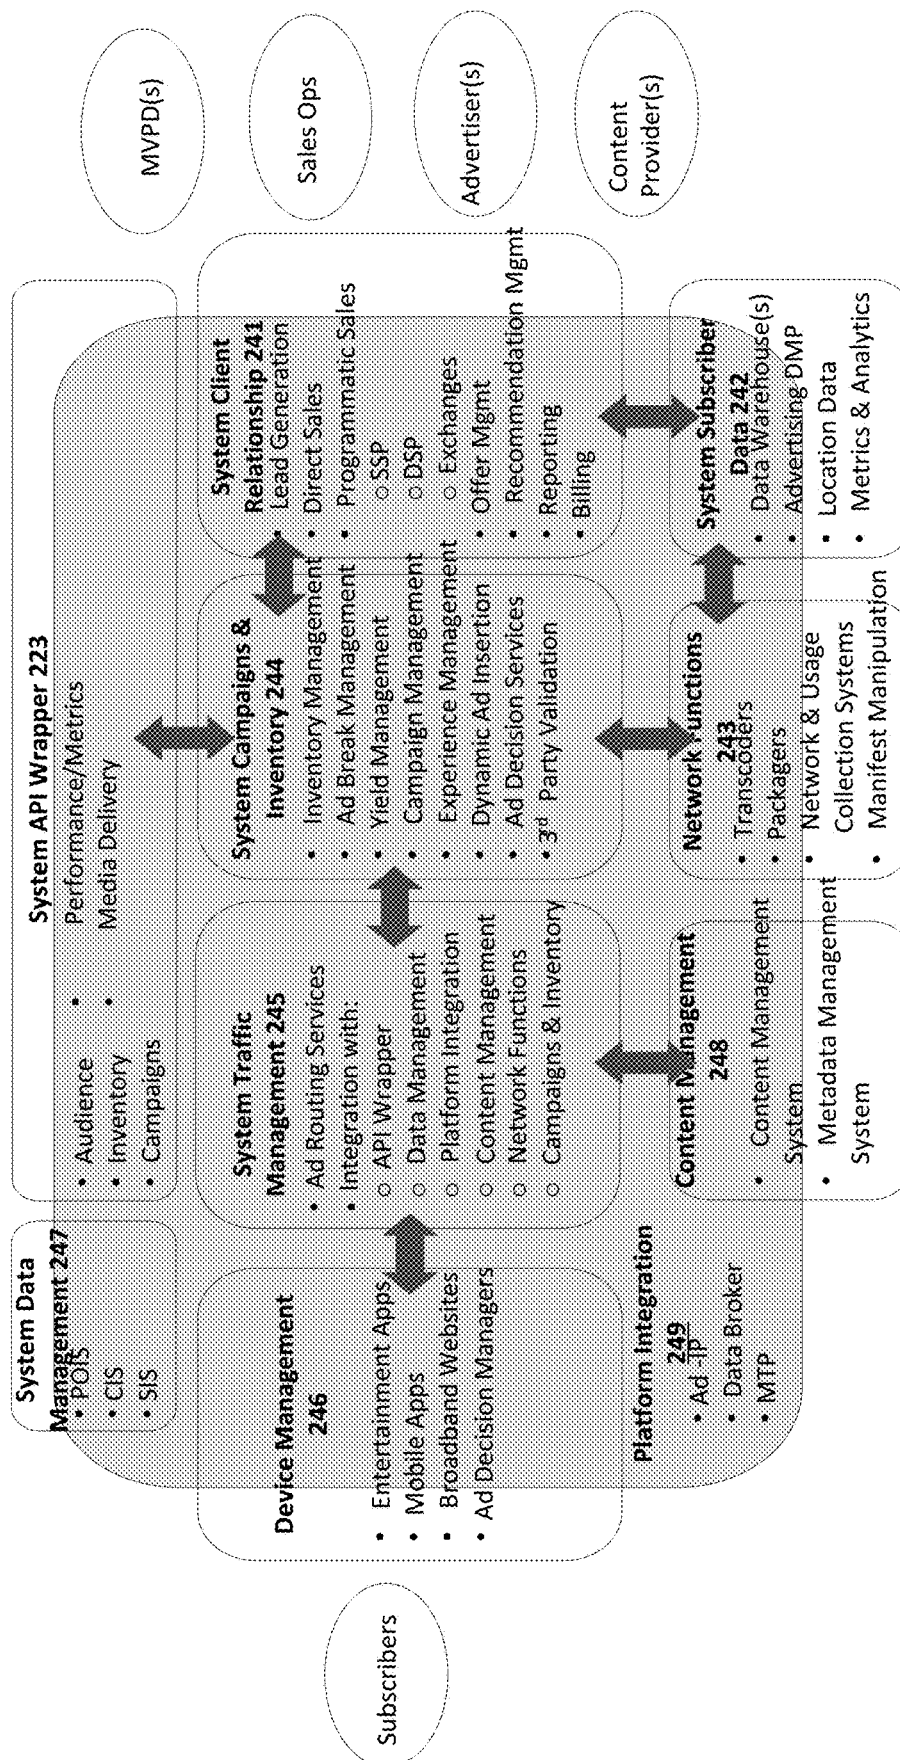 System Data
Management 247
• POIS
• CIS
• SIS
System API Wrapper 223
• Audience
• Inventory
• Campaigns
• Performance/Metrics
• Media Delivery
Subscribers
Device Management
246
• Entertainment Apps
• Mobile Apps
• Broadband Websites
• Ad Decision Managers
System Traffic
Management 245
• Ad Routing Services
• Integration with:
○ API Wrapper
○ Data Management
○ Platform Integration
○ Content Management
○ Network Functions
○ Campaigns & Inventory
System Campaigns &
Inventory 244
• Inventory Management
• Ad Break Management
• Yield Management
• Campaign Management
• Experience Management
• Dynamic Ad Insertion
• Ad Decision Services
• 3rd Party Validation
System Client
Relationship 241
• Lead Generation
• Direct Sales
• Programmatic Sales
○ SSP
○ DSP
○ Exchanges
• Offer Mgmt
• Recommendation Mgmt
• Reporting
• Billing
MVPD(s)
Sales Ops
Advertiser(s)
Content
Provider(s)
Platform Integration
249
• Ad -IP
• Data Broker
• MTP
Content Management
248
• Content Management
System
• Metadata Management
System
Network Functions
243
• Transcoders
• Packagers
• Network & Usage
Collection Systems
• Manifest Manipulation
System Subscriber
Data 242
• Data Warehouse(s)
• Advertising DMP
• Location Data
• Metrics & Analytics